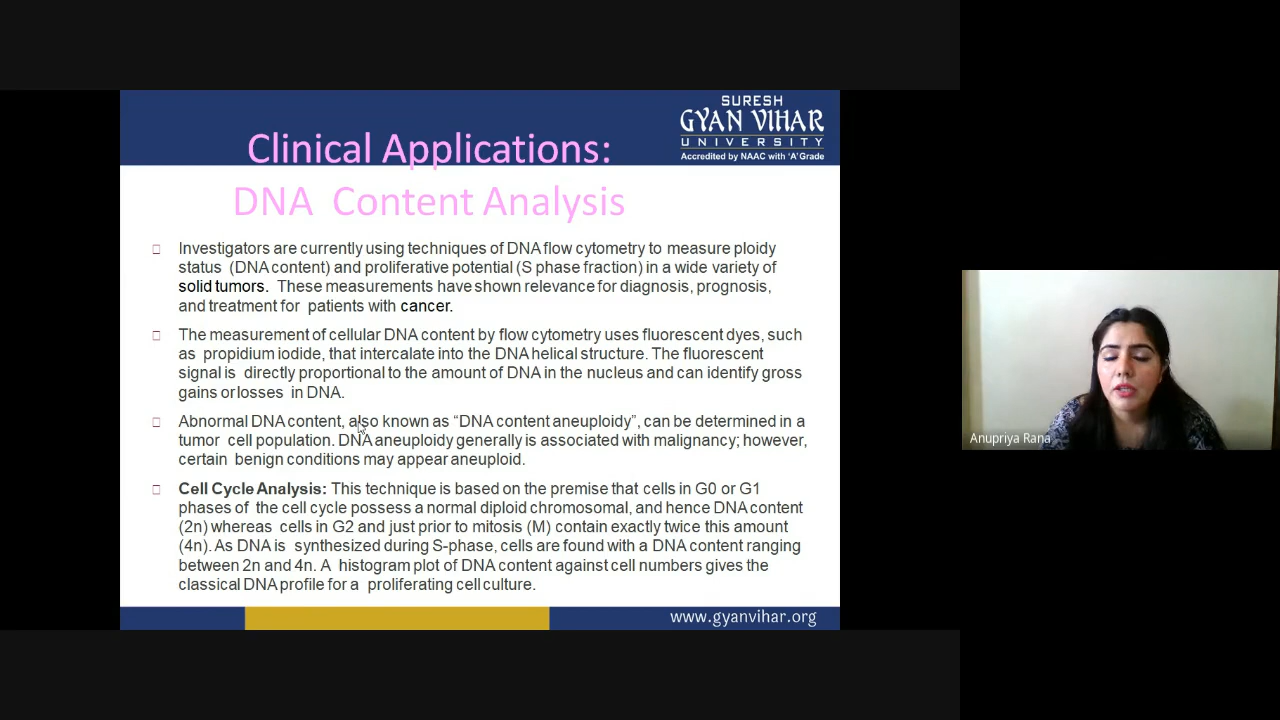 SURESH
GYAN VIHAR
UNIVERSITY
Accredited by NAAC with 'A' Grade
Clinical Applications:
DNA Content Analysis
Investigators are currently using techniques of DNA flow cytometry to measure ploidy
status (DNA content) and proliferative potential (S phase fraction) in a wide variety of
solid tumors. These measurements have shown relevance for diagnosis, prognosis,
and treatment for patients with cancer.
The measurement of cellular DNA content by flow cytometry uses fluorescent dyes, such
as propidium iodide, that intercalate into the DNA helical structure. The fluorescent
signal is directly proportional to the amount of DNA in the nucleus and can identify gross
gains or losses in DNA.
Abnormal DNA content, also known as “DNA content aneuploidy”, can be determined in a
tumor cell population. DNA aneuploidy generally is associated with malignancy; however,
certain benign conditions may appear aneuploid.
Cell Cycle Analysis: This technique is based on the premise that cells in G0 or G1
phases of the cell cycle possess a normal diploid chromosomal, and hence DNA content
(2n) whereas cells in G2 and just prior to mitosis (M) contain exactly twice this amount
(4n). As DNA is synthesized during S-phase, cells are found with a DNA content ranging
between 2n and 4n. A histogram plot of DNA content against cell numbers gives the
classical DNA profile for a proliferating cell culture.
www.gyanvihar.org
Anupriya Rana